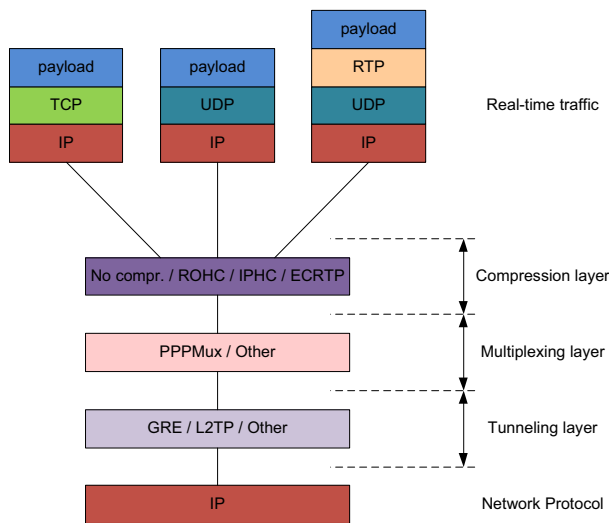 payload
payload
payload
RTP
TCP
UDP
UDP
Real-time traffic
IP
IP
IP
No compr. / ROHC / IPHC / ECRTP
Compression layer
PPPMux / Other
Multiplexing layer
GRE / L2TP / Other
Tunneling layer
IP
Network Protocol